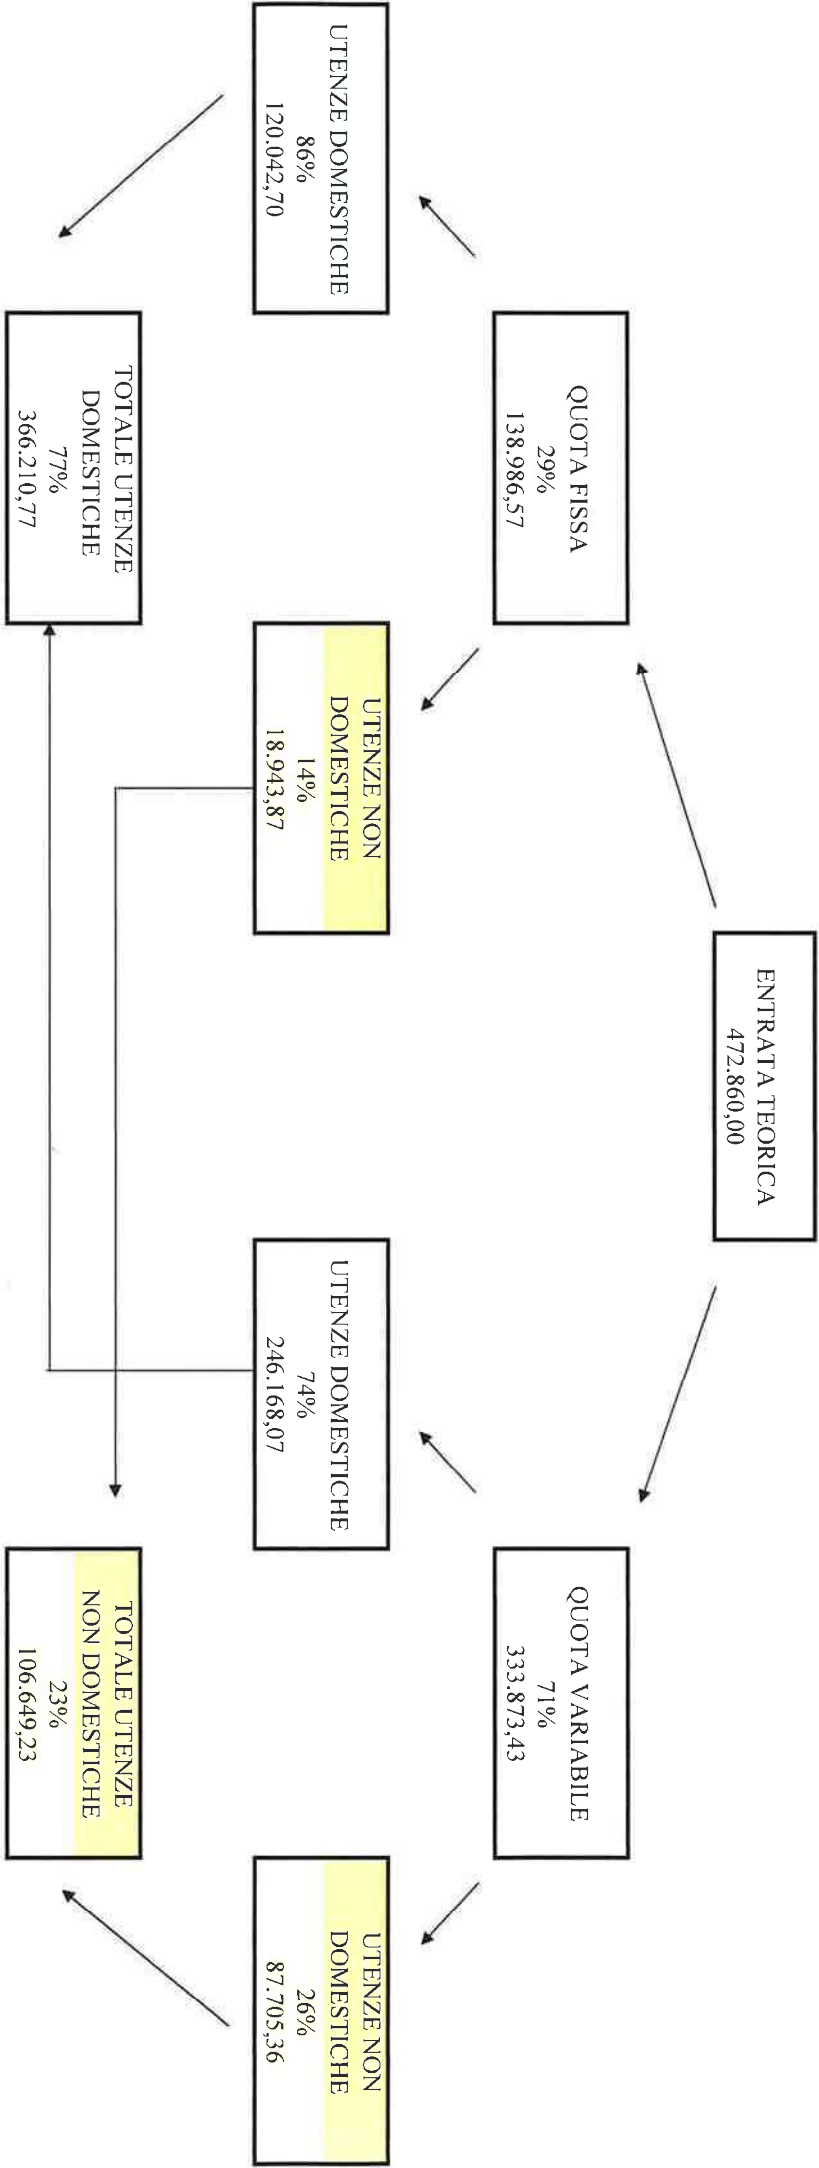 ENTRATA TEORICA
472.860,00
QUOTA FISSA
29%
138.986,57
QUOTA VARIABILE
71%
333.873,43
UTENZE DOMESTICHE
86%
120.042,70
UTENZE NON
DOMESTICHE
14%
18.943,87
UTENZE DOMESTICHE
74%
246.168,07
UTENZE NON
DOMESTICHE
26%
87.705,36
TOTALE UTENZE
DOMESTICHE
77%
366.210,77
TOTALE UTENZE
NON DOMESTICHE
23%
106.649,23